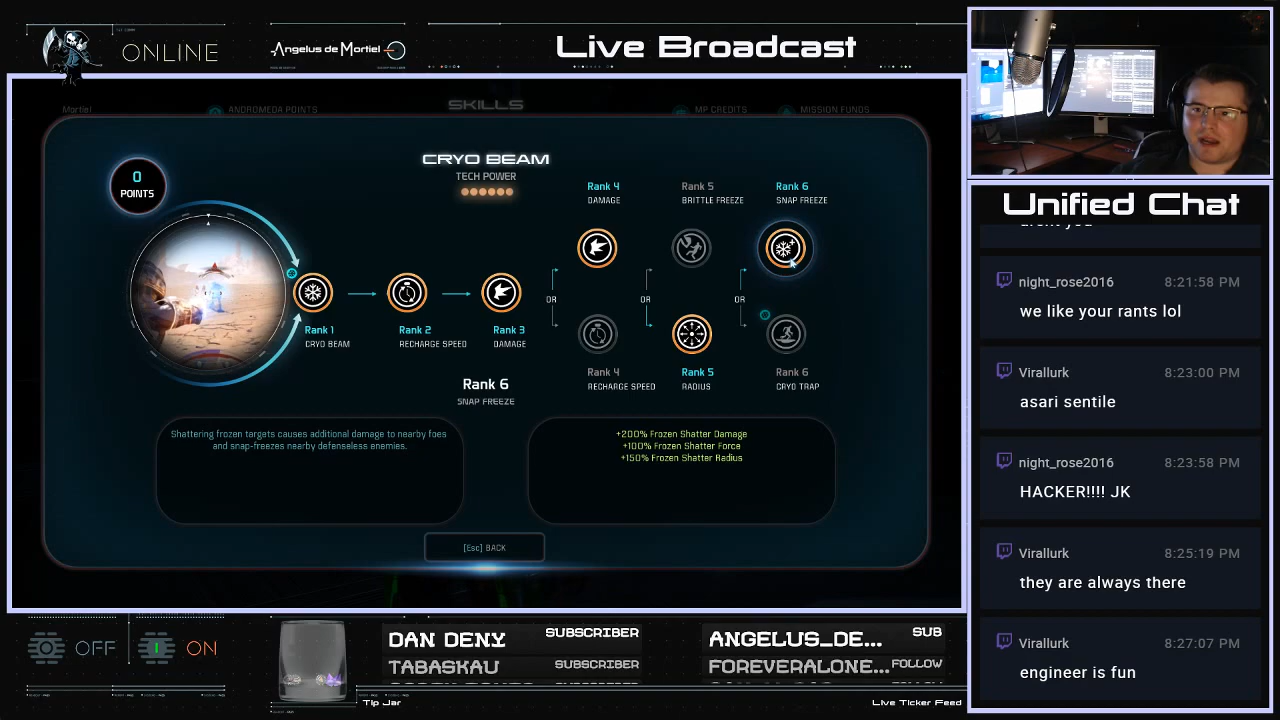 ONLINE
Angelus de Mortiel
Live Broadcast
Martiel
ANDROMEDA POINTS
SKILLS
MP CREDITS
MISSION FUNDS
0
POINTS
CRYO BEAM
TECH POWER
Rank 4
DAMAGE
Rank 5
BRITTLE FREEZE
Rank 6
SNAP FREEZE
OR
OR
OR
Rank 1
CRYO BEAM
Rank 2
RECHARGE SPEED
Rank 3
DAMAGE
Rank 4
RECHARGE SPEED
Rank 5
RADIUS
Rank 6
CRYO TRAP
Rank 6
SNAP FREEZE
Shattering frozen targets causes additional damage to nearby foes
and snap-freezes nearby defenseless enemies.
+200% Frozen Shatter Damage
+100% Frozen Shatter Force
+150% Frozen Shatter Radius
[Esc] BACK
Unified Chat
night_rose2016 8:21:58 PM
we like your rants lol
Virallurk 8:23:00 PM
asari sentile
night_rose2016 8:23:58 PM
HACKER!!!! JK
Virallurk 8:25:19 PM
they are always there
Virallurk 8:27:07 PM
engineer is fun
OFF
ON
DAN DENY SUBSCRIBER
TABASKAU SUBSCRIBER
ANGELUS_DE... SUB
FOREVERALONE... FOLLOW
Tip Jar
Live Ticker Feed